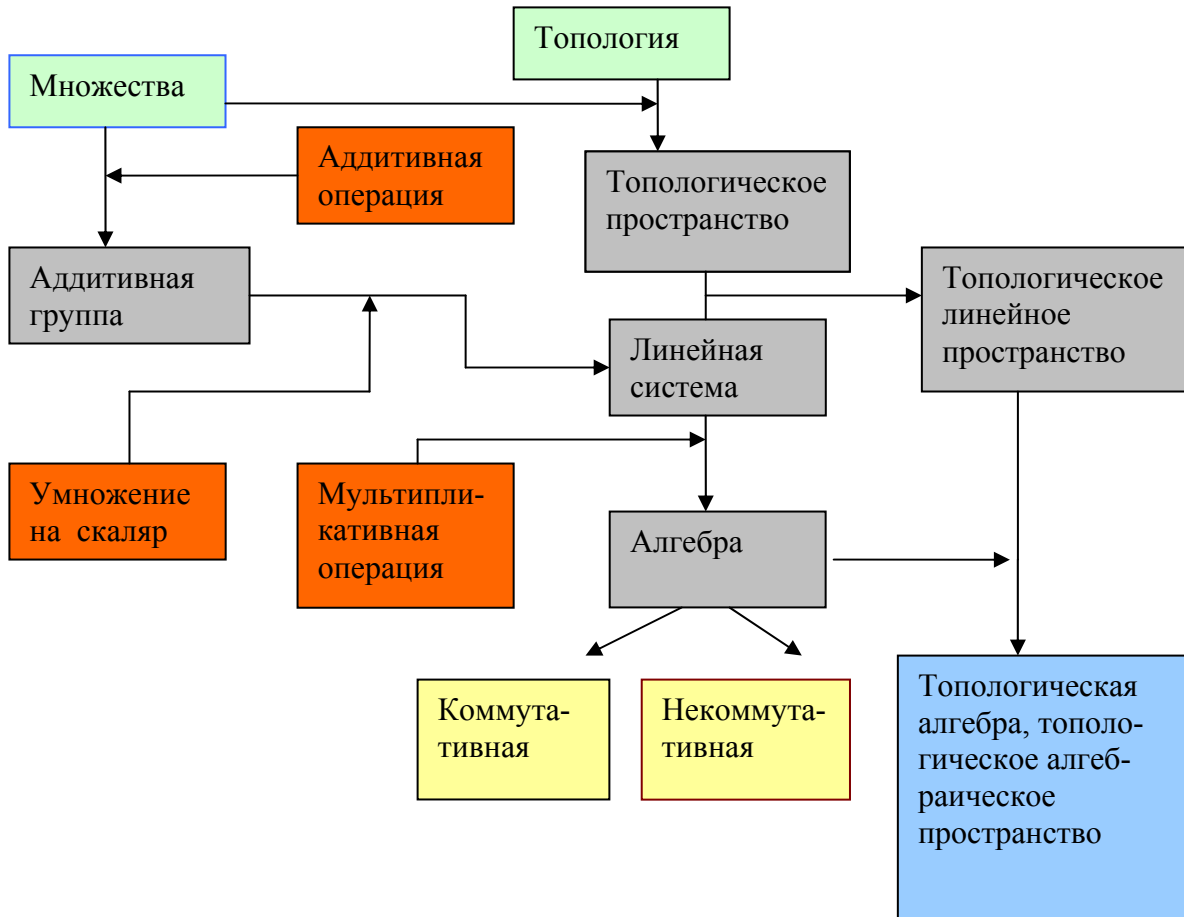 Топология
Множества
Аддитивная
операция
Топологическое
пространство
Аддитивная
группа
Топологическое
линейное
пространство
Линейная
система
Умножение
на скаляр
Мультипли-
кативная
операция
Алгебра
Коммута-
тивная
Некоммута-
тивная
Топологическая
алгебра, тополо-
гическое алгеб-
раическое
пространство